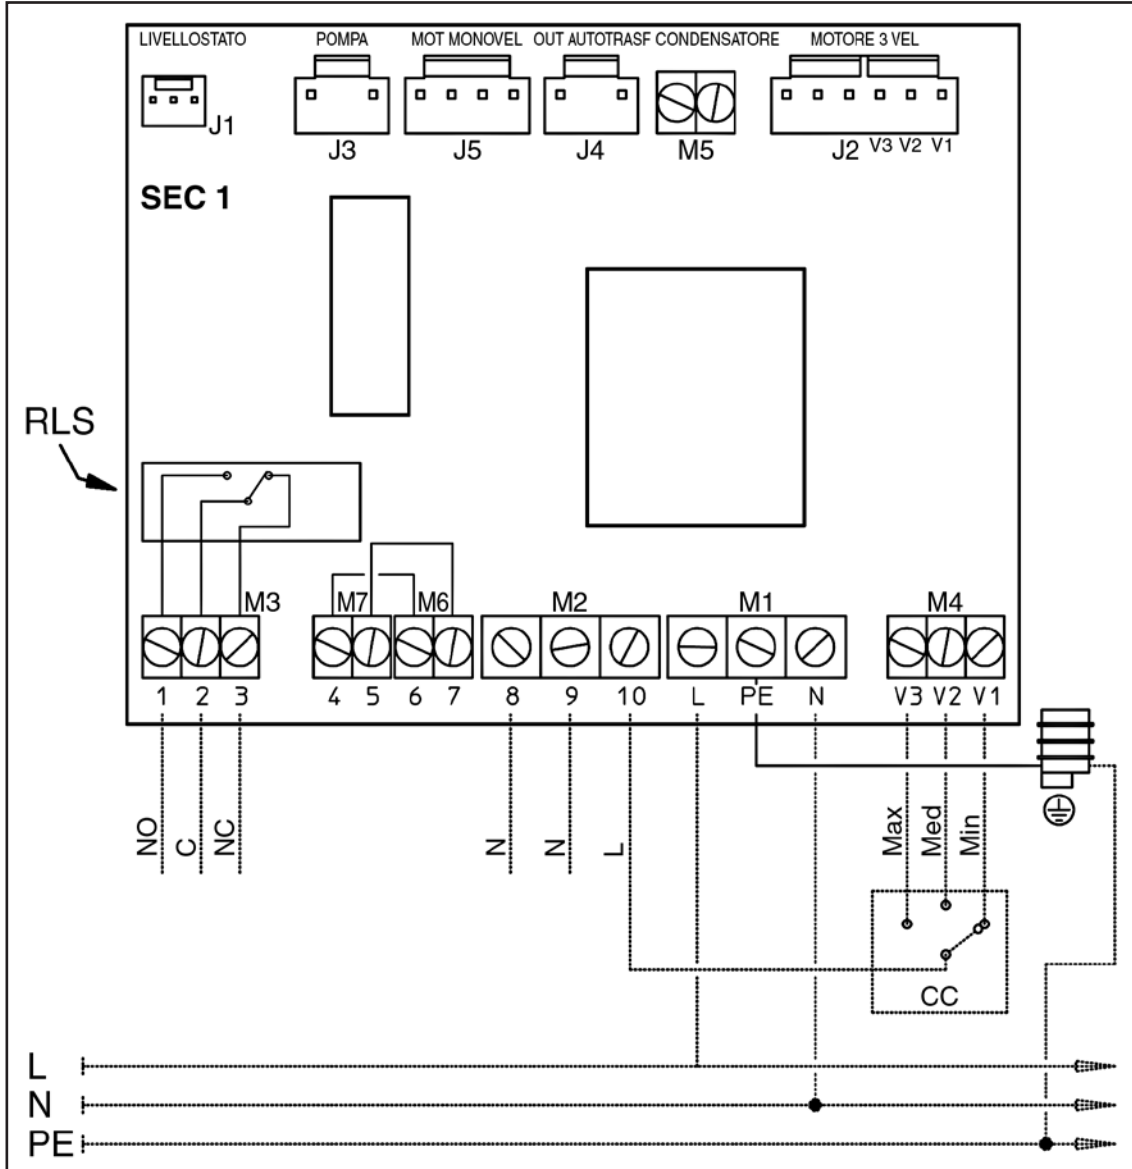 LIVELLOSTATO POMPA MOT MONOVEL OUT AUTOTRASF CONDENSATORE MOTORE 3 VEL
J1 J3 J5 J4 M5 J2 V3 V2 V1
SEC 1
RLS
M3 M7 M6 M2 M1 M4
1 2 3 4 5 6 7 8 9 10 L PE N V3 V2 V1
NO C NC N N L Max Med Min
CC
L
N
PE